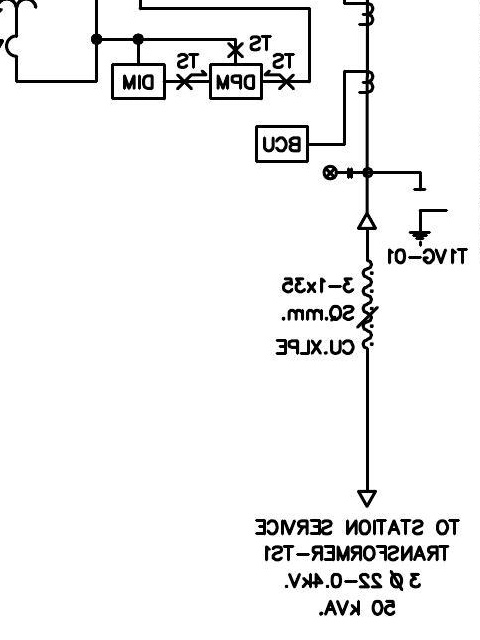 TS
TS
TS
DIM
DPM
BCU
T1VG-01
3-1x35
SQ.mm.
CU.XLPE
TO STATION SERVICE
TRANSFORMER-TS1
3 Ø 22-0.4kV.
50 kVA.